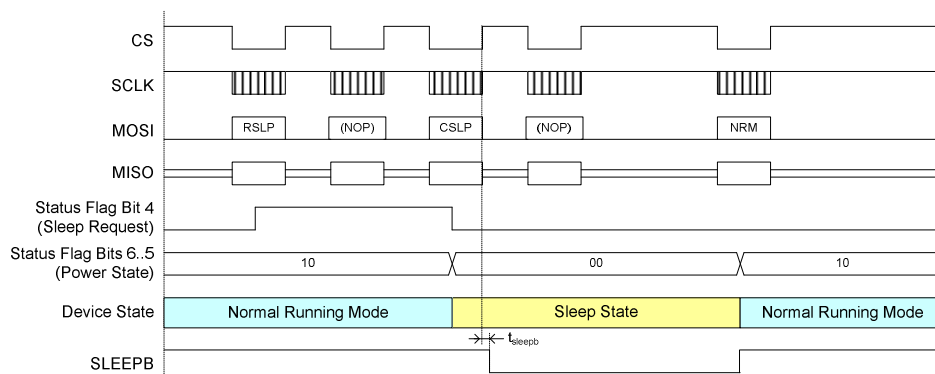 CS
SCLK
MOSI
RSLP
(NOP)
CSLP
(NOP)
NRM
MISO
Status Flag Bit 4
(Sleep Request)
Status Flag Bits 6..5
(Power State)
10
00
10
Device State
Normal Running Mode
Sleep State
Normal Running Mode
tsleepb
SLEEPB